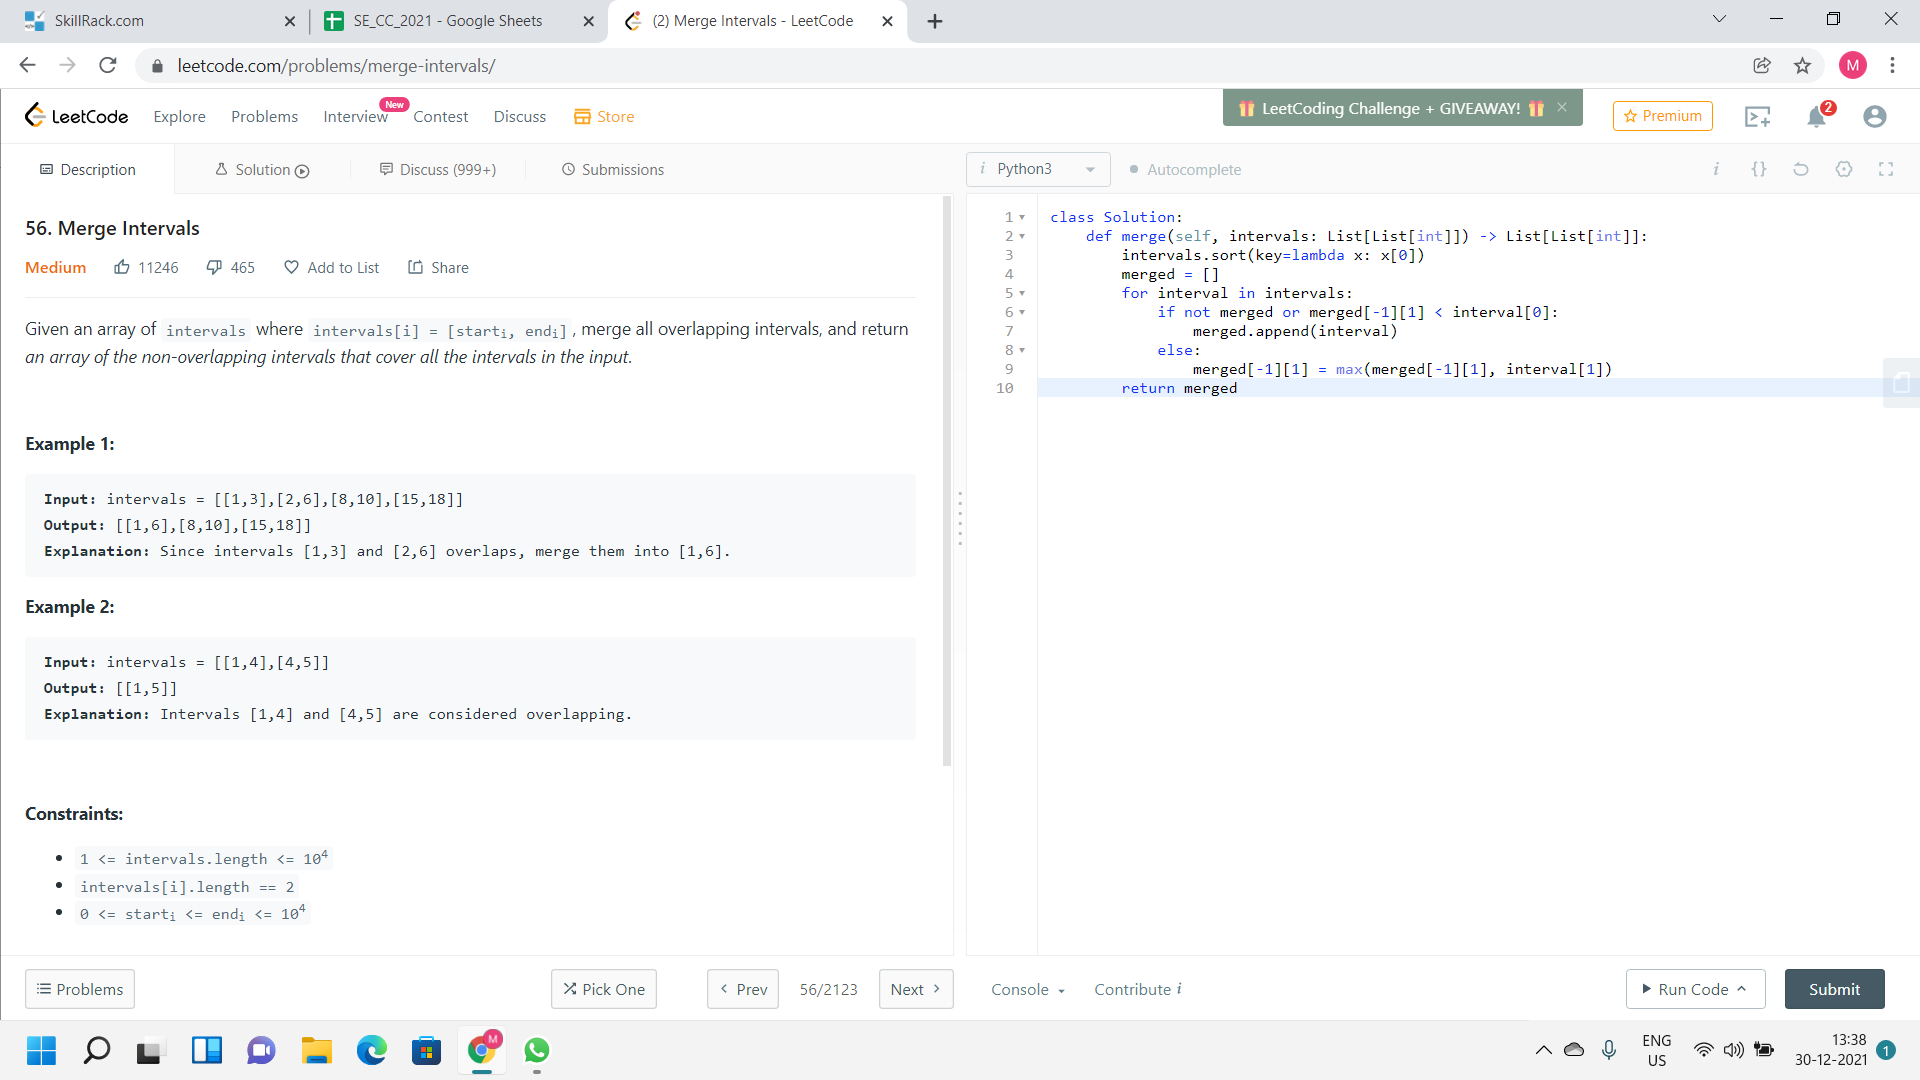 SkillRack.com
SE_CC_2021 - Google Sheets
(2) Merge Intervals - LeetCode
leetcode.com/problems/merge-intervals/
M
LeetCode
Explore
Problems
Interview
New
Contest
Discuss
Store
LeetCoding Challenge + GIVEAWAY!
Premium
2
Description
Solution
Discuss (999+)
Submissions
i Python3
Autocomplete
i {}
56. Merge Intervals
Medium
11246
465
Add to List
Share
Given an array of intervals where intervals[i] = [starti, endi], merge all overlapping intervals, and return
an array of the non-overlapping intervals that cover all the intervals in the input.
Example 1:
Input: intervals = [[1,3],[2,6],[8,10],[15,18]]
Output: [[1,6],[8,10],[15,18]]
Explanation: Since intervals [1,3] and [2,6] overlaps, merge them into [1,6].
Example 2:
Input: intervals = [[1,4],[4,5]]
Output: [[1,5]]
Explanation: Intervals [1,4] and [4,5] are considered overlapping.
Constraints:
1 <= intervals.length <= 10^4
intervals[i].length == 2
0 <= starti <= endi <= 10^4
1 class Solution:
2 def merge(self, intervals: List[List[int]]) -> List[List[int]]:
3 intervals.sort(key=lambda x: x[0])
4 merged = []
5 for interval in intervals:
6 if not merged or merged[-1][1] < interval[0]:
7 merged.append(interval)
8 else:
9 merged[-1][1] = max(merged[-1][1], interval[1])
10 return merged
Problems
Pick One
Prev
56/2123
Next
Console
Contribute i
Run Code
Submit
M
ENG
US
13:38
30-12-2021
1